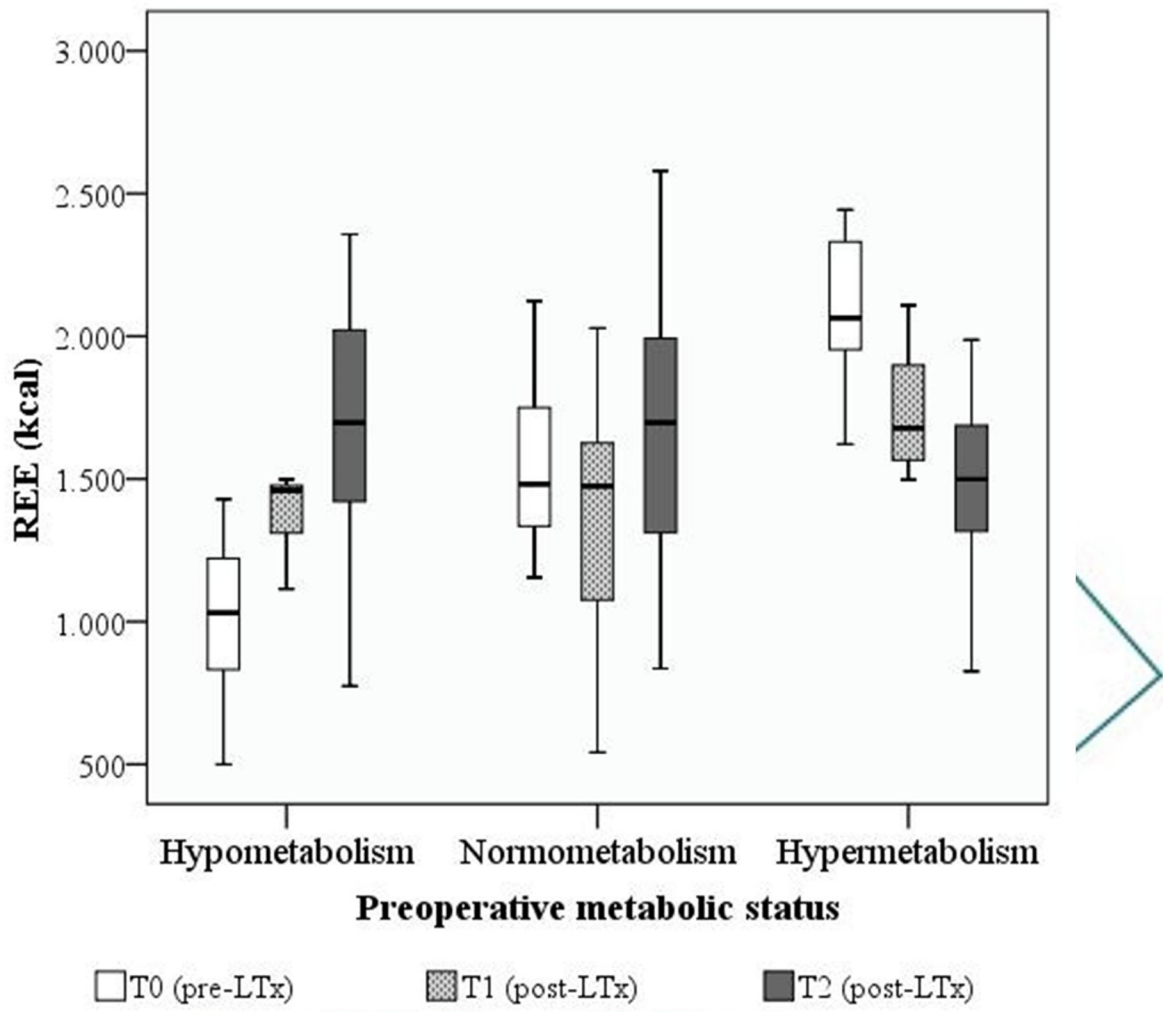 3.000
2.500
2.000
1.500
1.000
500
REE (kcal)
Hypometabolism Normometabolism Hypermetabolism
Preoperative metabolic status
T0 (pre-LTx) T1 (post-LTx) T2 (post-LTx)